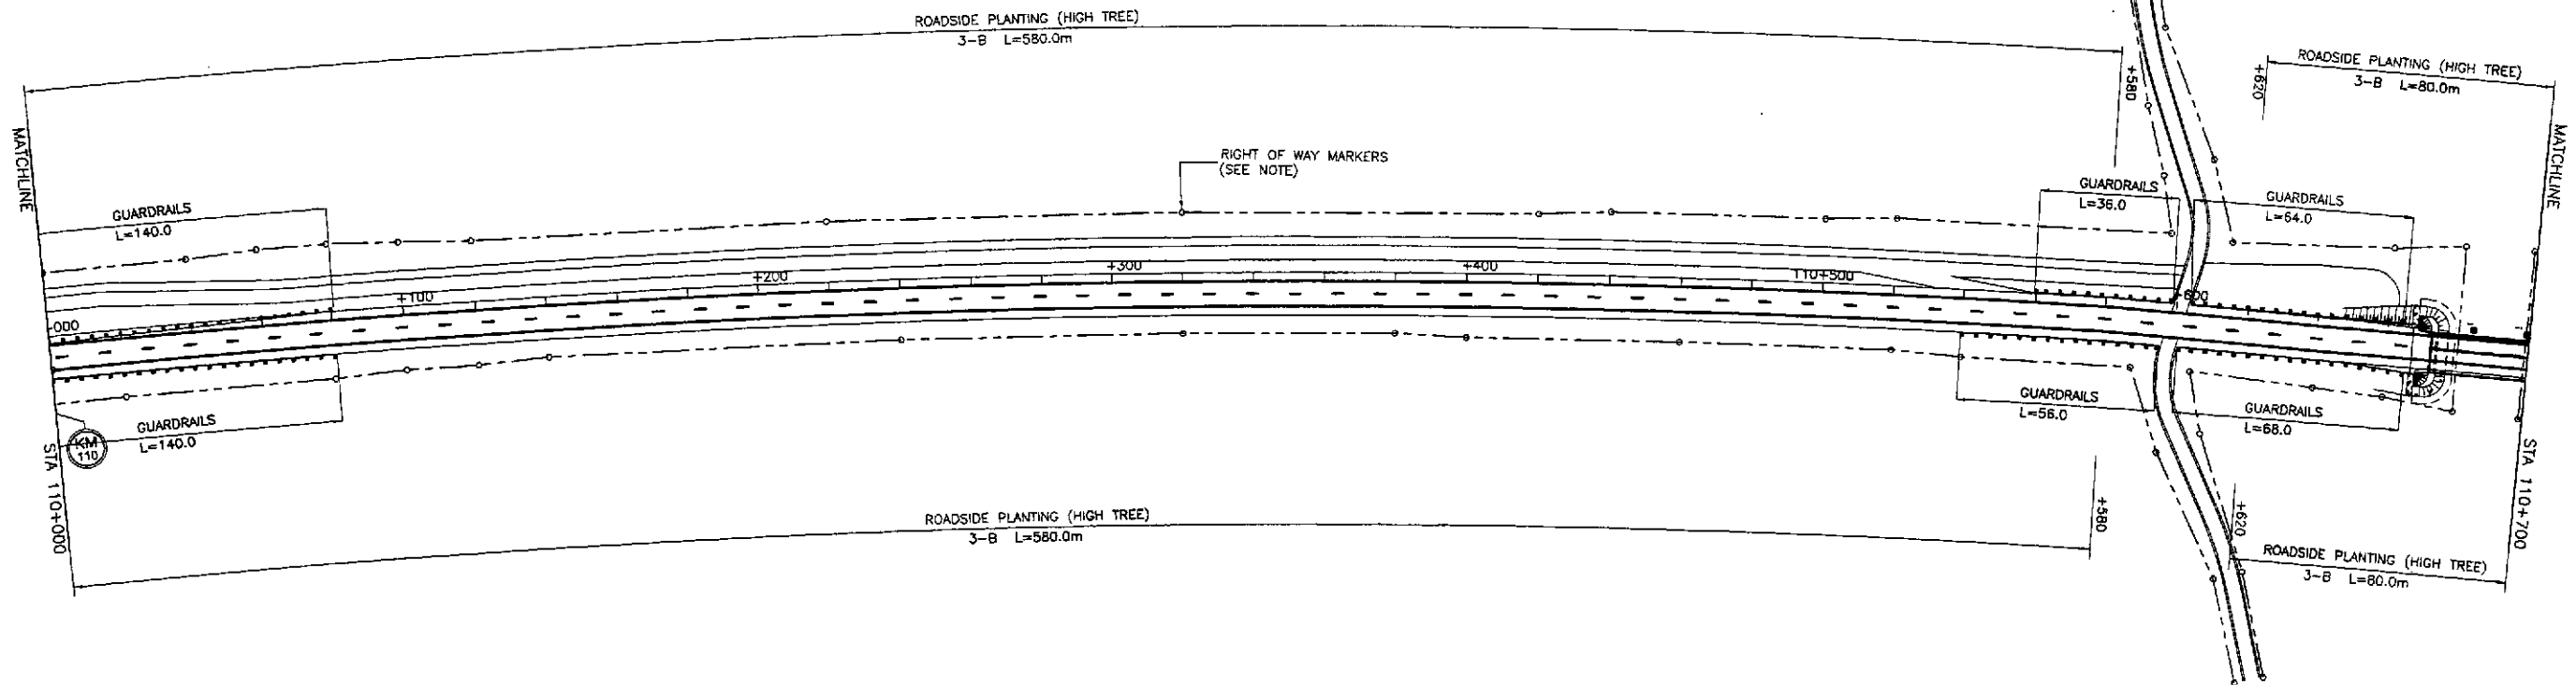 ROADSIDE PLANTING (HIGH TREE)
3-B L=580.0m
ROADSIDE PLANTING (HIGH TREE)
3-B L=80.0m
+580
+620
MATCHLINE
MATCHLINE
RIGHT OF WAY MARKERS
(SEE NOTE)
GUARDRAILS
L=140.0
GUARDRAILS
L=36.0
GUARDRAILS
L=64.0
+000
+100
+200
+300
+400
110+500
+600
GUARDRAILS
L=140.0
GUARDRAILS
L=56.0
GUARDRAILS
L=68.0
KM
110
STA 110+000
STA 110+700
ROADSIDE PLANTING (HIGH TREE)
3-B L=580.0m
+580
+620
ROADSIDE PLANTING (HIGH TREE)
3-B L=80.0m